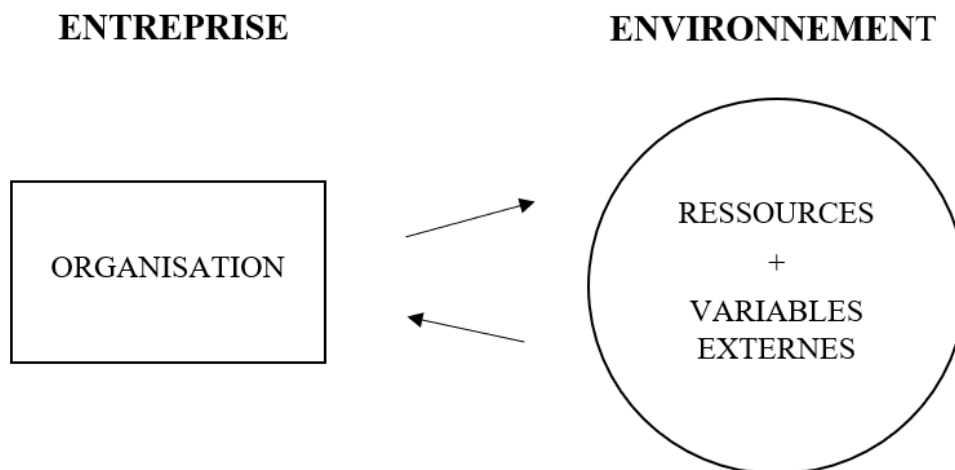 ENTREPRISE
ENVIRONNEMENT
ORGANISATION
RESSOURCES
+
VARIABLES
EXTERNES